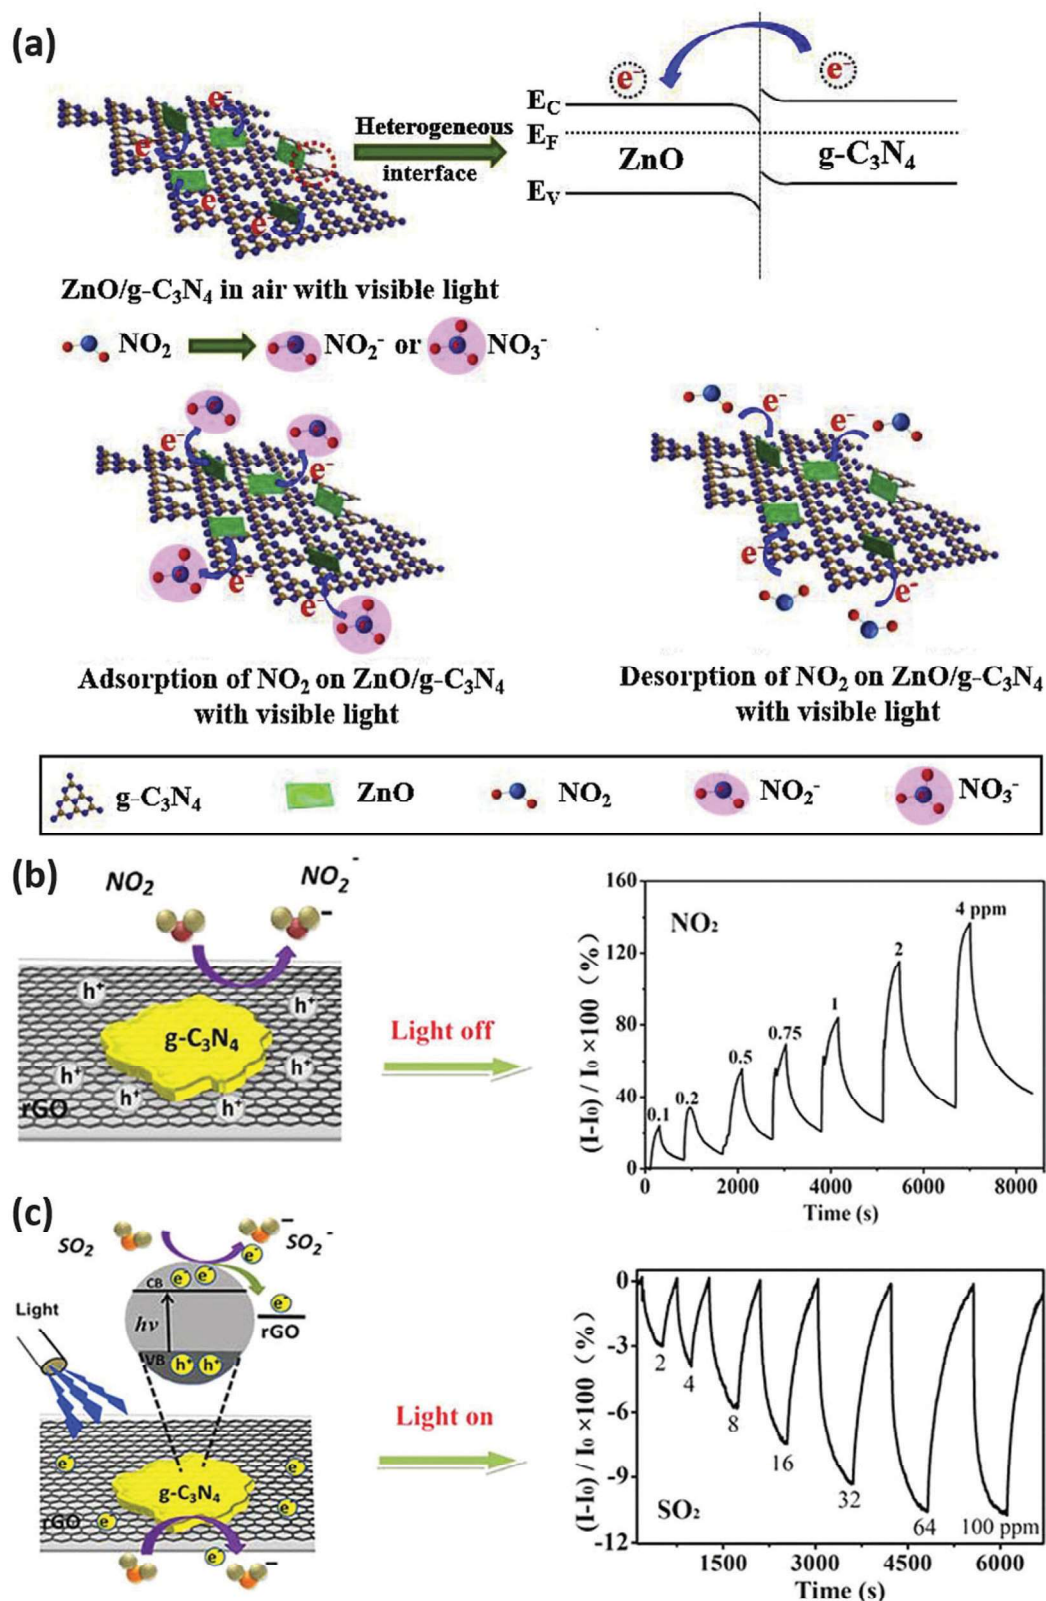 (a)
e⁻
e
e
e⁻
Heterogeneous
interface
e⁻
e⁻
E_C
E_F
E_V
ZnO
g-C₃N₄
ZnO/g-C₃N₄ in air with visible light
NO₂
NO₂⁻ or
NO₃⁻
e⁻
e⁻
e⁻
e⁻
e⁻
e⁻
e⁻
e⁻
Adsorption of NO₂ on ZnO/g-C₃N₄
with visible light
Desorption of NO₂ on ZnO/g-C₃N₄
with visible light
g-C₃N₄
ZnO
NO₂
NO₂⁻
NO₃⁻
(b)
NO₂
NO₂⁻
−
h⁺
h⁺
g-C₃N₄
h⁺
h⁺
h⁺
rGO
Light off
(I-I₀) / I₀ ×100 (%)
160
120
80
40
0
NO₂
0.1
0.2
0.5
0.75
1
2
4 ppm
0 2000 4000 6000 8000
Time (s)
(c)
SO₂
−
SO₂⁻
e⁻
CB
e⁻
e⁻
e⁻
rGO
hν
VB
h⁺
h⁺
Light
e⁻
e⁻
g-C₃N₄
e⁻
e⁻
rGO
e⁻
−
Light on
(I-I₀) / I₀ ×100 (%)
0
-3
-6
-9
-12
2
4
8
16
32
64
100 ppm
SO₂
1500 3000 4500 6000
Time (s)